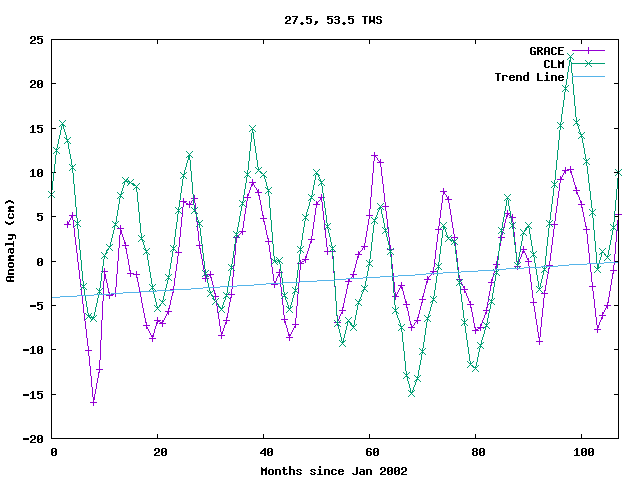 27.5, 53.5 TWS
GRACE
CLM
Trend Line
25
20
15
10
5
0
-5
-10
-15
-20
Anomaly (cm)
0 20 40 60 80 100
Months since Jan 2002